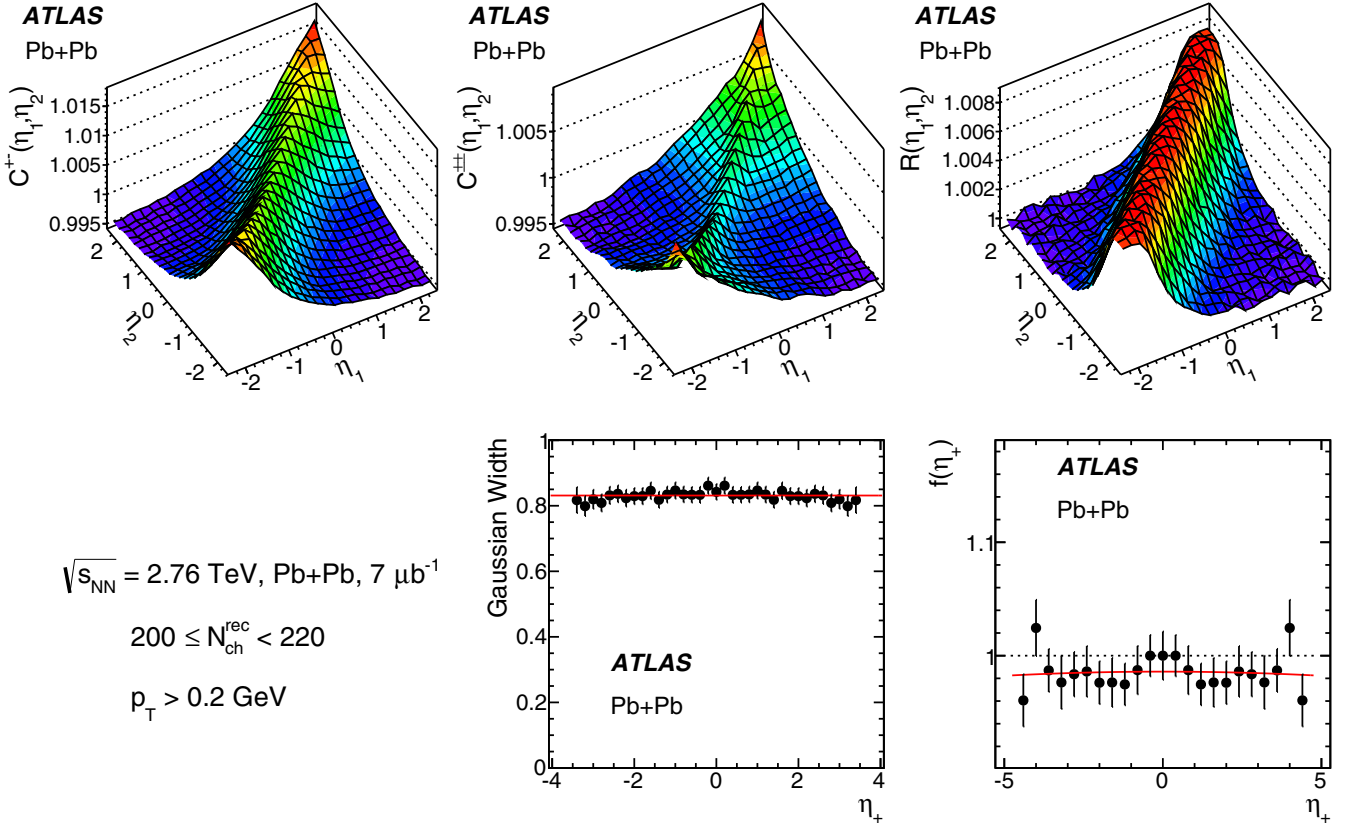 ATLAS
Pb+Pb
C⁺⁻(η₁,η₂)
1.015
1.01
1.005
1
0.995
2
1
0
-1
-2
η₂
-2
-1
0
1
2
η₁
ATLAS
Pb+Pb
C^±±(η₁,η₂)
1.005
1
0.995
2
1
0
-1
-2
η₂
-2
-1
0
1
2
η₁
ATLAS
Pb+Pb
R(η₁,η₂)
1.008
1.006
1.004
1.002
1
2
1
0
-1
-2
η₂
-2
-1
0
1
2
η₁
√s_NN = 2.76 TeV, Pb+Pb, 7 μb⁻¹
200 ≤ N_ch^rec < 220
p_T > 0.2 GeV
Gaussian Width
1
0.8
0.6
0.4
0.2
0
ATLAS
Pb+Pb
-4
-2
0
2
4
η₊
f(η₊)
ATLAS
Pb+Pb
1.1
1
-5
0
5
η₊